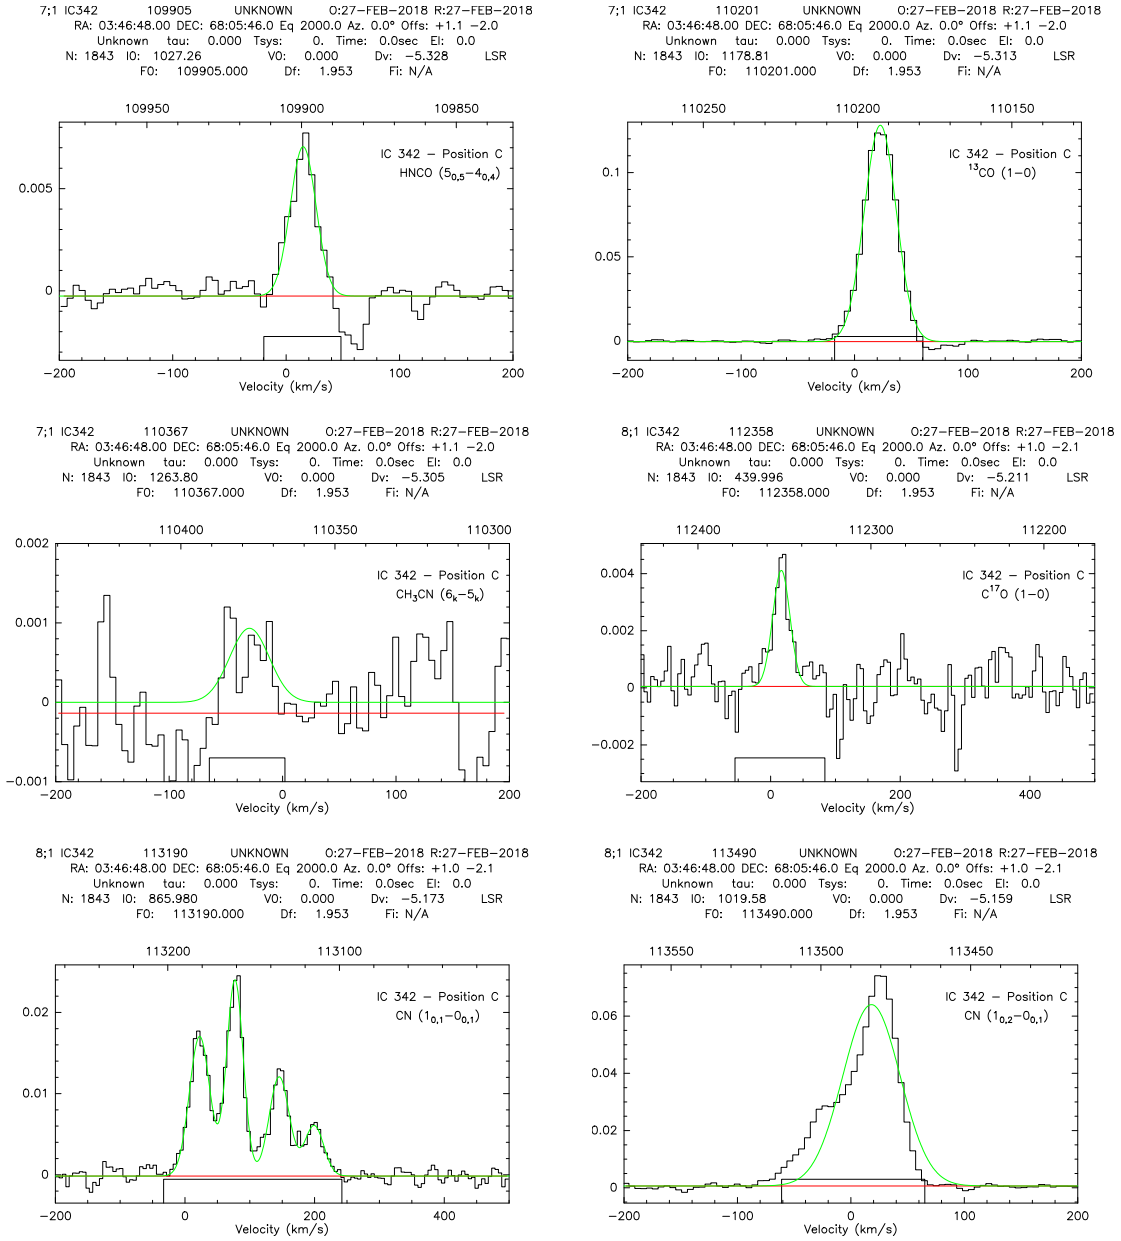 7;1 IC342 109905 UNKNOWN O:27-FEB-2018 R:27-FEB-2018
RA: 03:46:48.00 DEC: 68:05:46.0 Eq 2000.0 Az. 0.0° Offs: +1.1 -2.0
Unknown tau: 0.000 Tsys: 0. Time: 0.0sec El: 0.0
N: 1843 I0: 1027.26 V0: 0.000 Dv: -5.328 LSR
F0: 109905.000 Df: 1.953 Fi: N/A
109950 109900 109850
IC 342 - Position C
HNCO (5₀,₅-4₀,₄)
0.005
0
-200 -100 0 100 200
Velocity (km/s)
7;1 IC342 110201 UNKNOWN O:27-FEB-2018 R:27-FEB-2018
RA: 03:46:48.00 DEC: 68:05:46.0 Eq 2000.0 Az. 0.0° Offs: +1.1 -2.0
Unknown tau: 0.000 Tsys: 0. Time: 0.0sec El: 0.0
N: 1843 I0: 1178.81 V0: 0.000 Dv: -5.313 LSR
F0: 110201.000 Df: 1.953 Fi: N/A
110250 110200 110150
IC 342 - Position C
¹³CO (1-0)
0.1
0.05
0
-200 -100 0 100 200
Velocity (km/s)
7;1 IC342 110367 UNKNOWN O:27-FEB-2018 R:27-FEB-2018
RA: 03:46:48.00 DEC: 68:05:46.0 Eq 2000.0 Az. 0.0° Offs: +1.1 -2.0
Unknown tau: 0.000 Tsys: 0. Time: 0.0sec El: 0.0
N: 1843 I0: 1263.80 V0: 0.000 Dv: -5.305 LSR
F0: 110367.000 Df: 1.953 Fi: N/A
110400 110350 110300
0.002
IC 342 - Position C
CH₃CN (6ₖ-5ₖ)
0.001
0
-0.001
-200 -100 0 100 200
Velocity (km/s)
8;1 IC342 112358 UNKNOWN O:27-FEB-2018 R:27-FEB-2018
RA: 03:46:48.00 DEC: 68:05:46.0 Eq 2000.0 Az. 0.0° Offs: +1.0 -2.1
Unknown tau: 0.000 Tsys: 0. Time: 0.0sec El: 0.0
N: 1843 I0: 439.996 V0: 0.000 Dv: -5.211 LSR
F0: 112358.000 Df: 1.953 Fi: N/A
112400 112300 112200
IC 342 - Position C
C¹⁷O (1-0)
0.004
0.002
0
-0.002
-200 0 200 400
Velocity (km/s)
8;1 IC342 113190 UNKNOWN O:27-FEB-2018 R:27-FEB-2018
RA: 03:46:48.00 DEC: 68:05:46.0 Eq 2000.0 Az. 0.0° Offs: +1.0 -2.1
Unknown tau: 0.000 Tsys: 0. Time: 0.0sec El: 0.0
N: 1843 I0: 865.980 V0: 0.000 Dv: -5.173 LSR
F0: 113190.000 Df: 1.953 Fi: N/A
113200 113100
IC 342 - Position C
CN (1₀,₁-0₀,₁)
0.02
0.01
0
-200 0 200 400
Velocity (km/s)
8;1 IC342 113490 UNKNOWN O:27-FEB-2018 R:27-FEB-2018
RA: 03:46:48.00 DEC: 68:05:46.0 Eq 2000.0 Az. 0.0° Offs: +1.0 -2.1
Unknown tau: 0.000 Tsys: 0. Time: 0.0sec El: 0.0
N: 1843 I0: 1019.58 V0: 0.000 Dv: -5.159 LSR
F0: 113490.000 Df: 1.953 Fi: N/A
113550 113500 113450
IC 342 - Position C
CN (1₀,₂-0₀,₁)
0.06
0.04
0.02
0
-200 -100 0 100 200
Velocity (km/s)